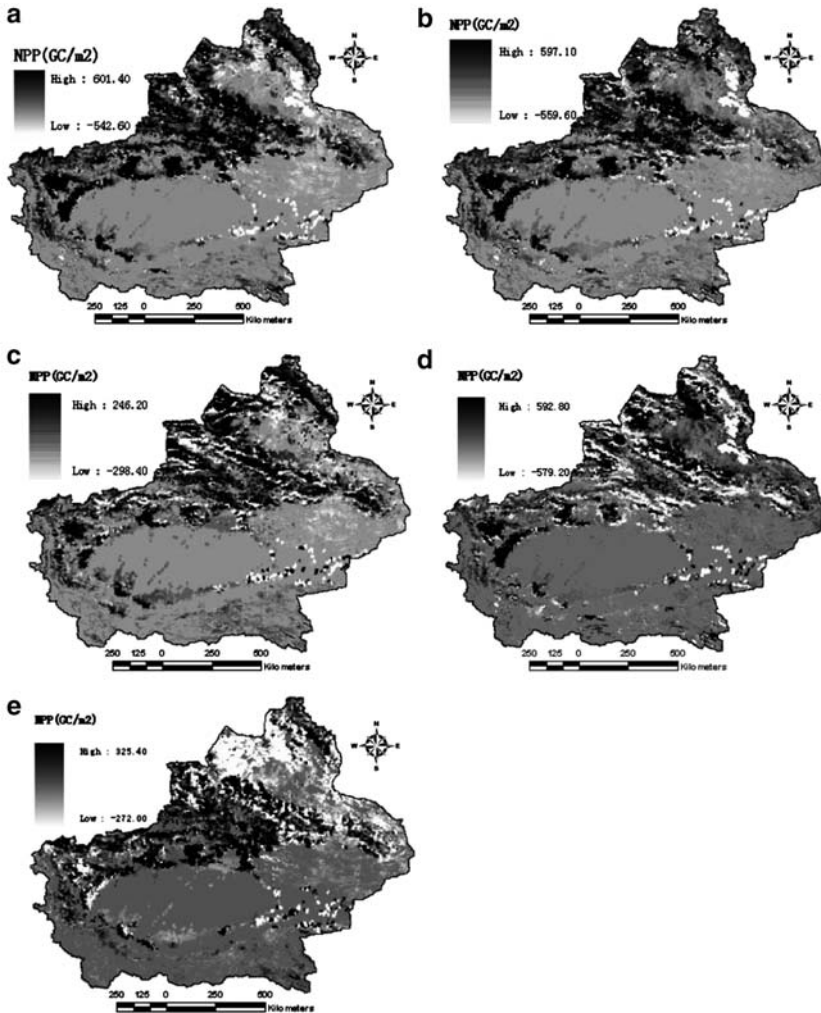 a
NPP(GC/m2)
High : 601.40
Low : -542.60
N
W E
S
250 125 0 250 500
Kilometers
b
NPP(GC/m2)
597.10
-559.60
N
W E
S
250 125 0 250 500
Kilometers
c
NPP(GC/m2)
High : 246.20
Low : -298.40
N
W E
S
250 125 0 250 500
Kilometers
d
NPP(GC/m2)
High : 592.80
Low : -579.20
N
W E
S
250 125 0 250 500
Kilometers
e
NPP(GC/m2)
High : 325.40
Low : -272.00
N
W E
S
250 125 0 250 500
Kilometers